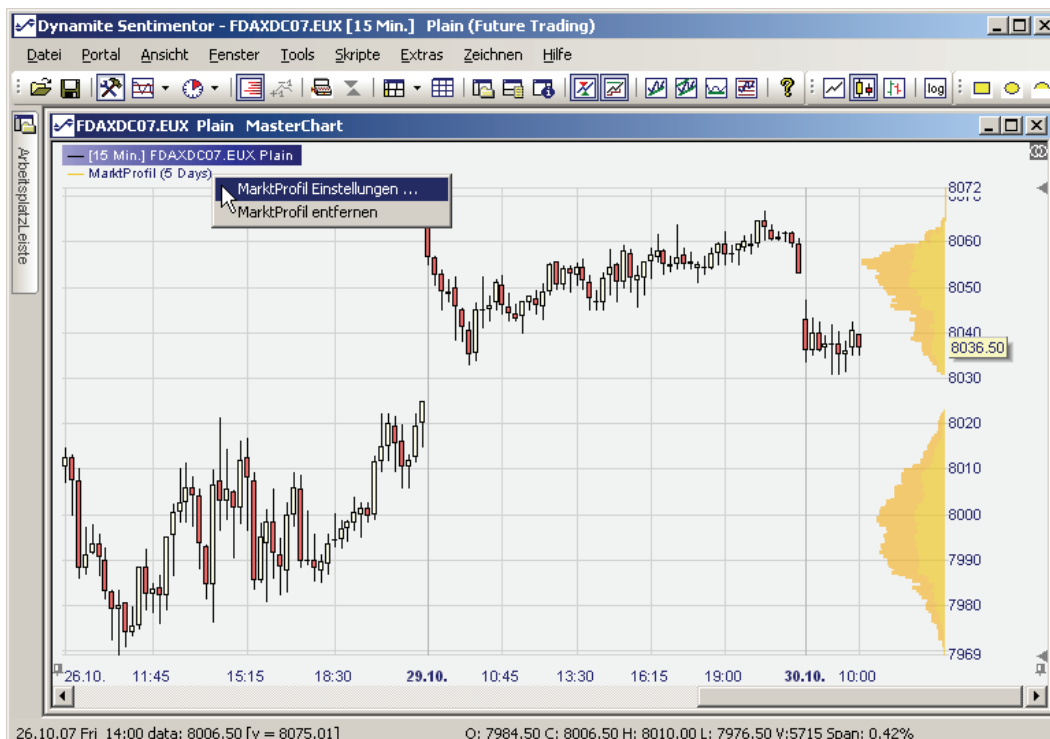 Dynamite Sentimentor - FDAXDC07.EUX [15 Min.] Plain (Future Trading)
Datei Portal Ansicht Fenster Tools Skripte Extras Zeichnen Hilfe
log
ArbeitsplatzLeiste
FDAXDC07.EUX Plain MasterChart
[15 Min.] FDAXDC07.EUX Plain
MarktProfil (5 Days)
MarktProfil Einstellungen ...
MarktProfil entfernen
8072
8060
8050
8040
8036.50
8030
8020
8010
8000
7990
7980
7969
26.10. 11:45 15:15 18:30 29.10. 10:45 13:30 16:15 19:00 30.10. 10:00
26.10.07 Fri 14:00 data: 8006.50 [v = 8075.01] O: 7984.50 C: 8006.50 H: 8010.00 L: 7976.50 V:5715 Span: 0.42%